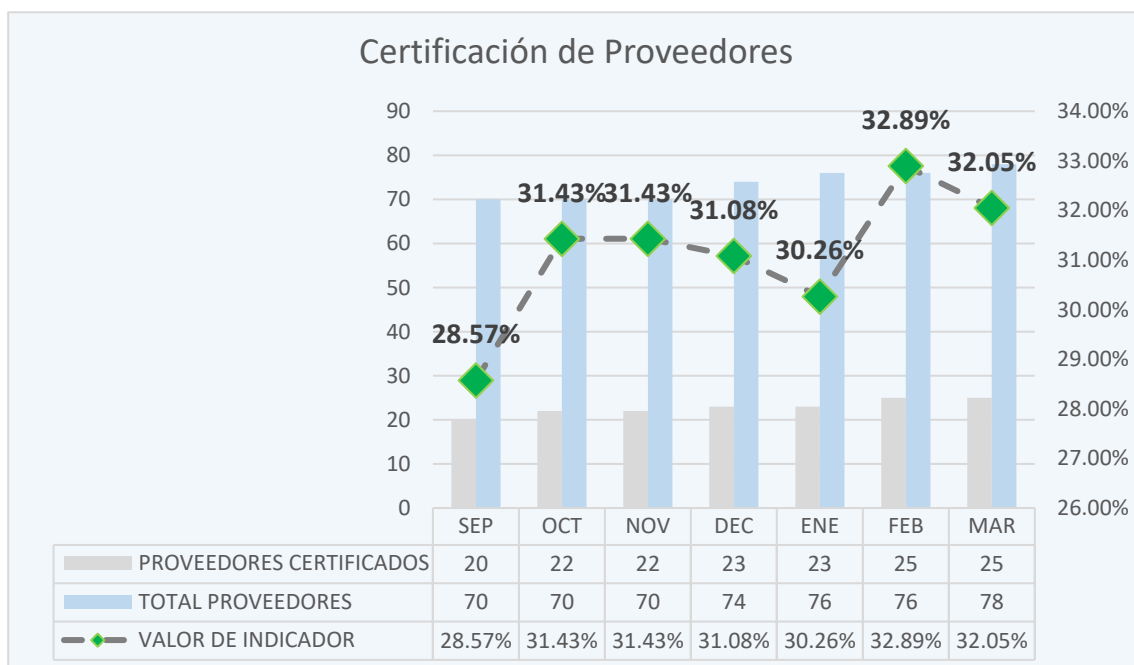 Certificación de Proveedores
90 34.00%
80 33.00%
70 32.00%
60 31.00%
50 30.00%
40 29.00%
30 28.00%
20 27.00%
10 26.00%
0
28.57% 31.43% 31.43% 31.08% 30.26% 32.89% 32.05%
SEP OCT NOV DEC ENE FEB MAR
PROVEEDORES CERTIFICADOS 20 22 22 23 23 25 25
TOTAL PROVEEDORES 70 70 70 74 76 76 78
VALOR DE INDICADOR 28.57% 31.43% 31.43% 31.08% 30.26% 32.89% 32.05%